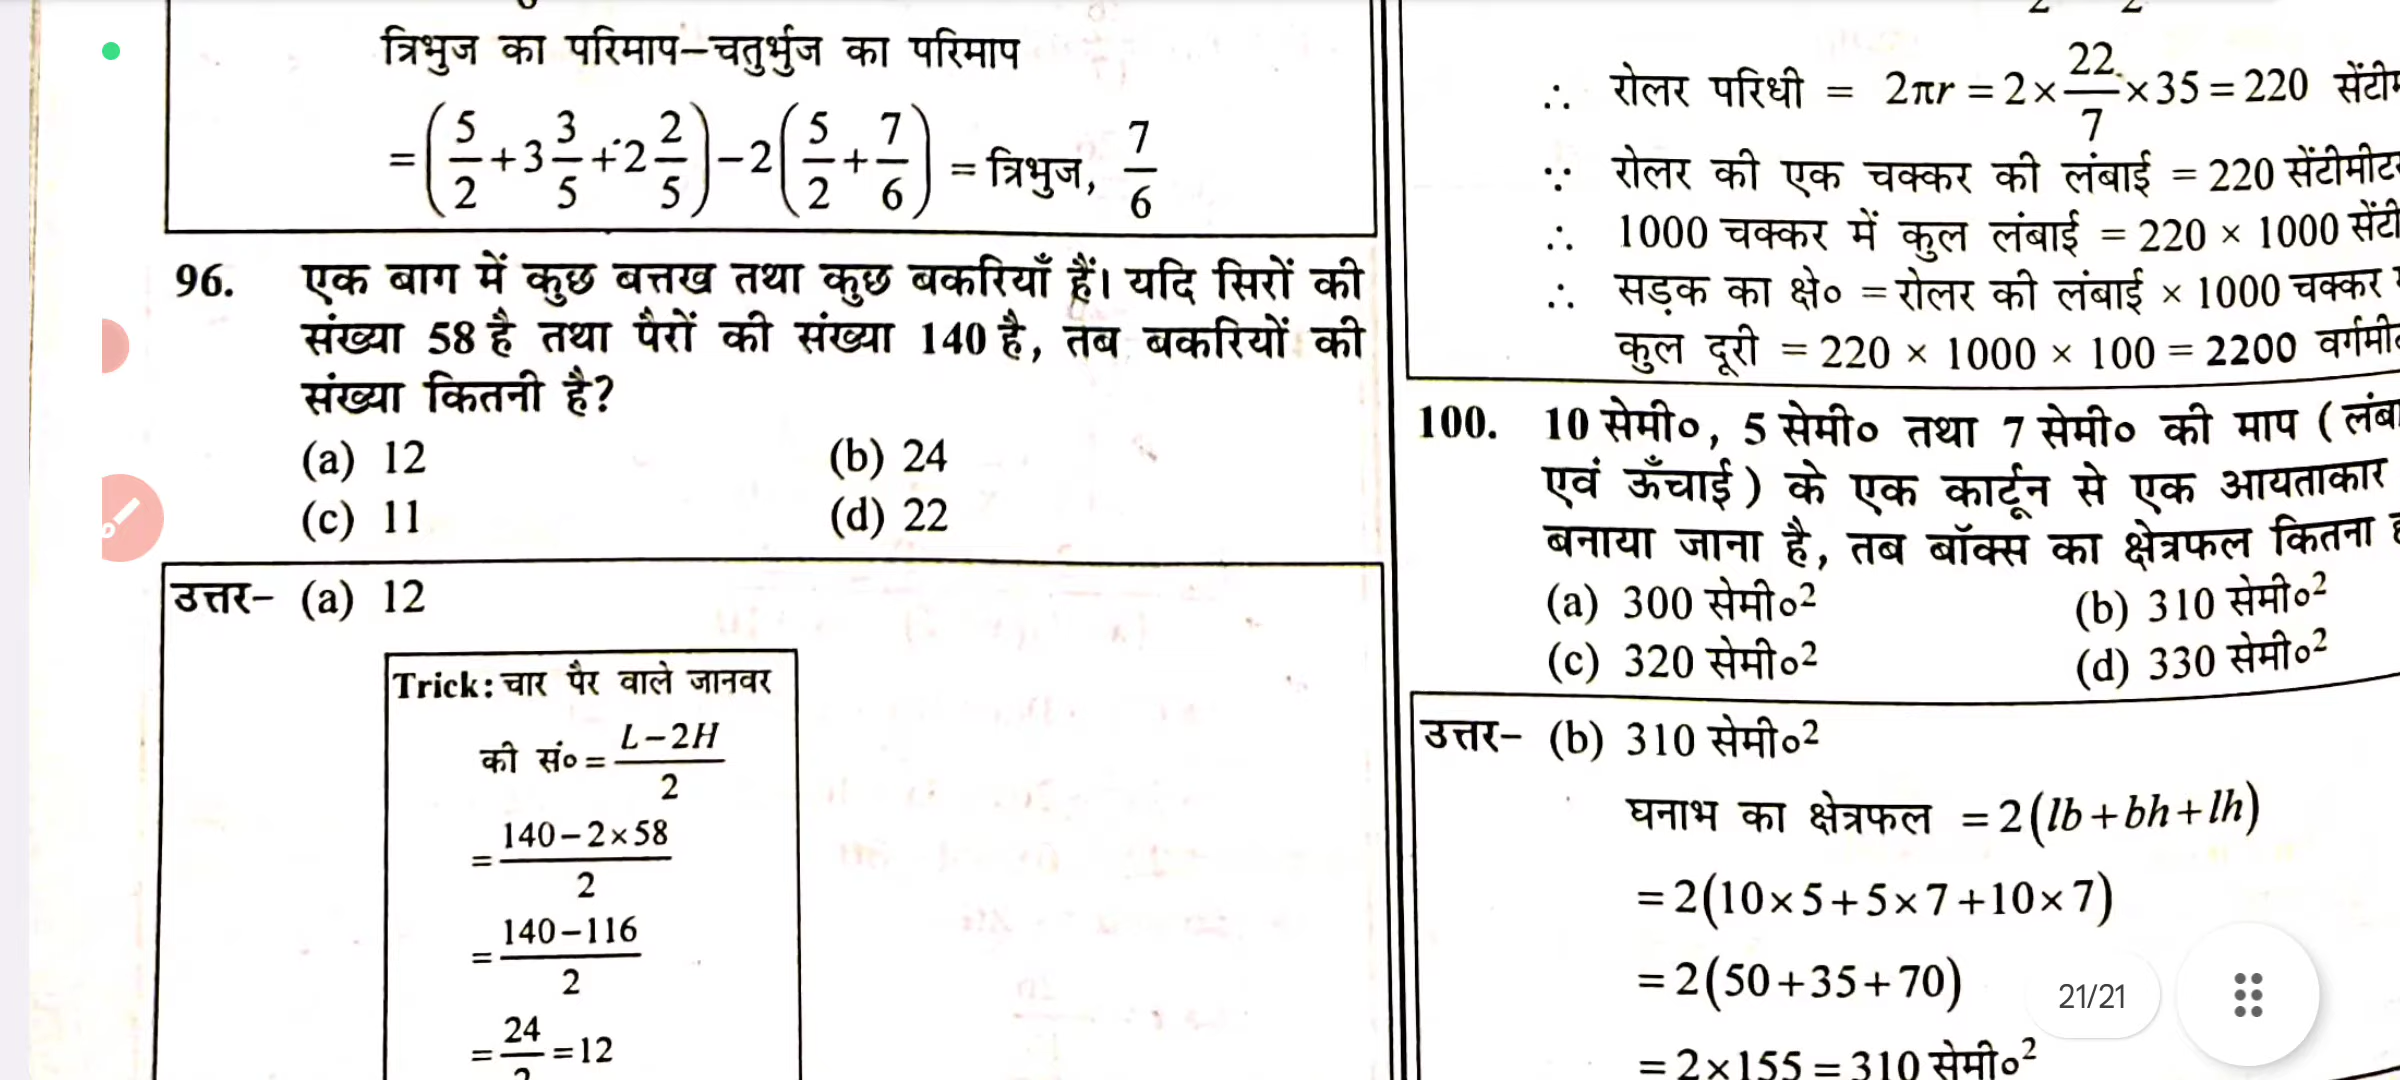 त्रिभुज का परिमाप–चतुर्भुज का परिमाप
= (5/2 + 3 3/5 + 2 2/5) − 2(5/2 + 7/6) = त्रिभुज, 7/6
96. एक बाग में कुछ बत्तख तथा कुछ बकरियाँ हैं। यदि सिरों की
संख्या 58 है तथा पैरों की संख्या 140 है, तब बकरियों की
संख्या कितनी है?
(a) 12 (b) 24
(c) 11 (d) 22
उत्तर– (a) 12
Trick: चार पैर वाले जानवर
की सं० = L−2H/2
= 140−2×58/2
= 140−116/2
= 24/2 = 12
∴ रोलर परिधी = 2πr = 2×22/7×35 = 220
∵ रोलर की एक चक्कर की लंबाई = 220
∴ 1000 चक्कर में कुल लंबाई = 220 × 1000
∴ सड़क का क्षे० = रोलर की लंबाई × 1000 चक्कर
कुल दूरी = 220 × 1000 × 100 = 2200
100. 10 सेमी०, 5 सेमी० तथा 7 सेमी० की माप (
एवं ऊँचाई) के एक कार्टून से एक आयताकार
बनाया जाना है, तब बॉक्स का क्षेत्रफल कितना
(a) 300 सेमी०² (b) 310 सेमी०²
(c) 320 सेमी०² (d) 330 सेमी०²
उत्तर– (b) 310 सेमी०²
घनाभ का क्षेत्रफल = 2(lb+bh+lh)
= 2(10×5+5×7+10×7)
= 2(50+35+70)
= 2×155 = 310 सेमी०²
21/21